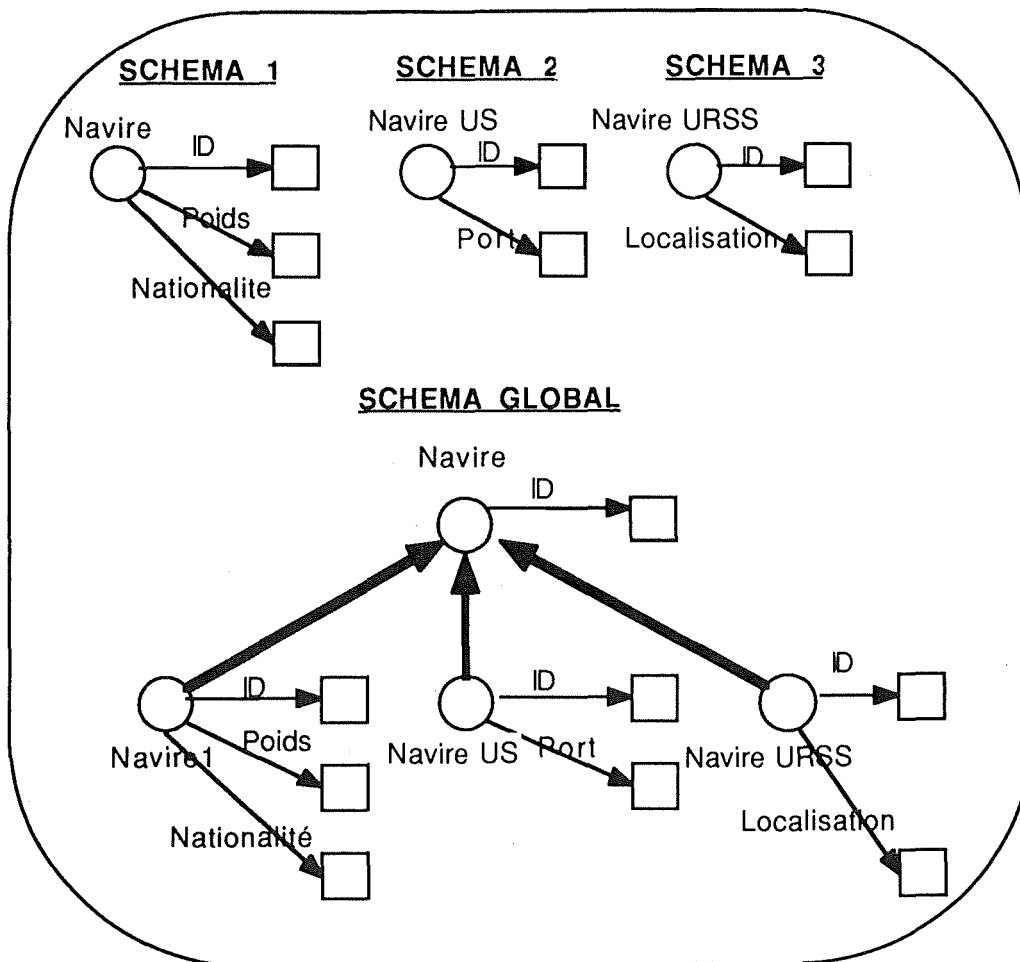 SCHEMA 1
SCHEMA 2
SCHEMA 3
Navire
ID
Poids
Nationalite
Navire US
ID
Port
Navire URSS
ID
Localisation
SCHEMA GLOBAL
Navire
ID
ID
Navire1
Poids
Nationalité
ID
Navire US
Port
ID
Navire URSS
Localisation